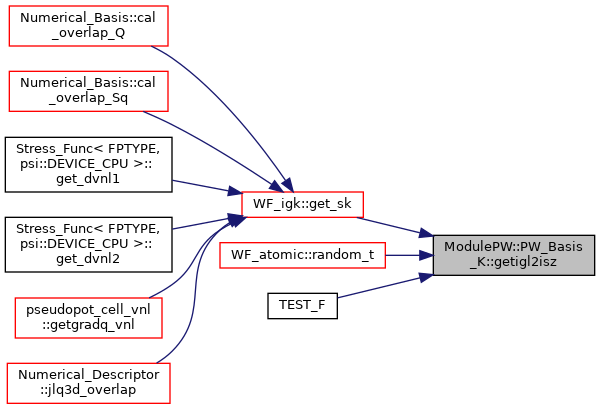 Numerical_Basis::cal
_overlap_Q
Numerical_Basis::cal
_overlap_Sq
Stress_Func< FPTYPE,
psi::DEVICE_CPU >::
get_dvnl1
Stress_Func< FPTYPE,
psi::DEVICE_CPU >::
get_dvnl2
pseudopot_cell_vnl
::getgradq_vnl
Numerical_Descriptor
::jlq3d_overlap
WF_igk::get_sk
WF_atomic::random_t
TEST_F
ModulePW::PW_Basis
_K::getigl2isz